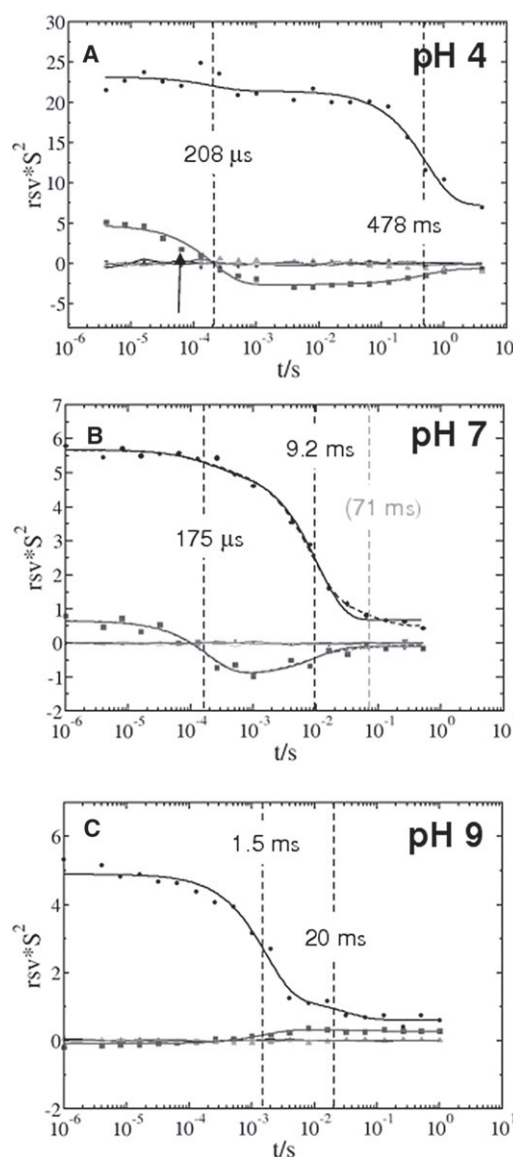 A
pH 4
30
25
20
15
10
5
0
-5
rsv*S²
208 μs
478 ms
10⁻⁶ 10⁻⁵ 10⁻⁴ 10⁻³ 10⁻² 10⁻¹ 10⁰ 10¹
t/s
B
pH 7
7
6
5
4
3
2
1
0
-1
-2
rsv*S²
9.2 ms
(71 ms)
175 μs
10⁻⁶ 10⁻⁵ 10⁻⁴ 10⁻³ 10⁻² 10⁻¹ 10⁰ 10¹
t/s
C
pH 9
6
4
2
0
-2
rsv*S²
1.5 ms
20 ms
10⁻⁶ 10⁻⁵ 10⁻⁴ 10⁻³ 10⁻² 10⁻¹ 10⁰ 10¹
t/s